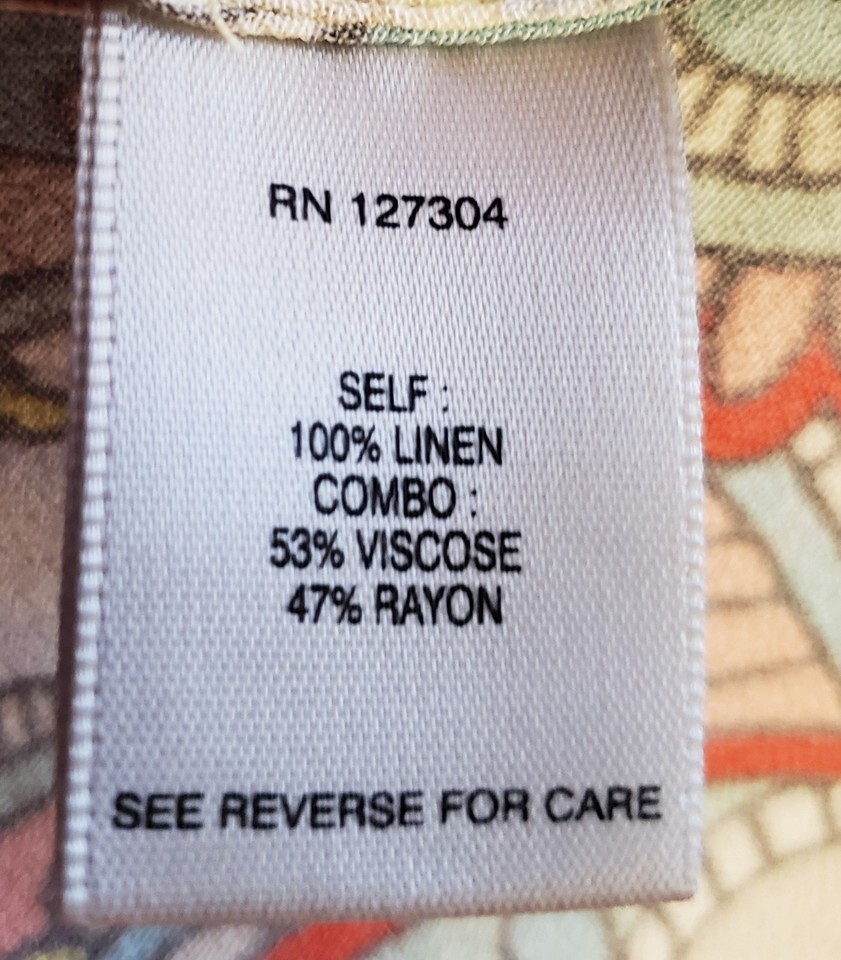 RN 127304
SELF :
100% LINEN
COMBO :
53% VISCOSE
47% RAYON
SEE REVERSE FOR CARE